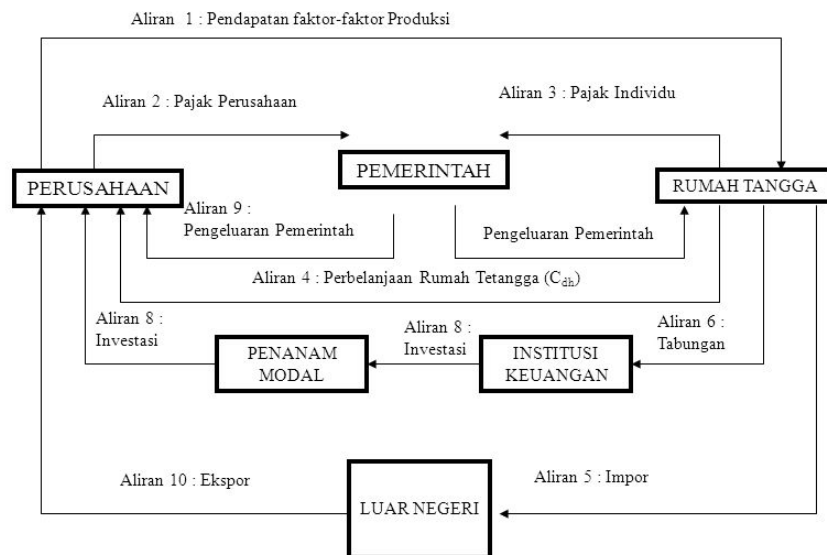 Aliran 1 : Pendapatan faktor-faktor Produksi
Aliran 2 : Pajak Perusahaan
Aliran 3 : Pajak Individu
PEMERINTAH
PERUSAHAAN
RUMAH TANGGA
Aliran 9 :
Pengeluaran Pemerintah
Pengeluaran Pemerintah
Aliran 4 : Perbelanjaan Rumah Tetangga (Cdh)
Aliran 8 :
Investasi
Aliran 8 :
Investasi
Aliran 6 :
Tabungan
PENANAM
MODAL
INSTITUSI
KEUANGAN
Aliran 10 : Ekspor
Aliran 5 : Impor
LUAR NEGERI